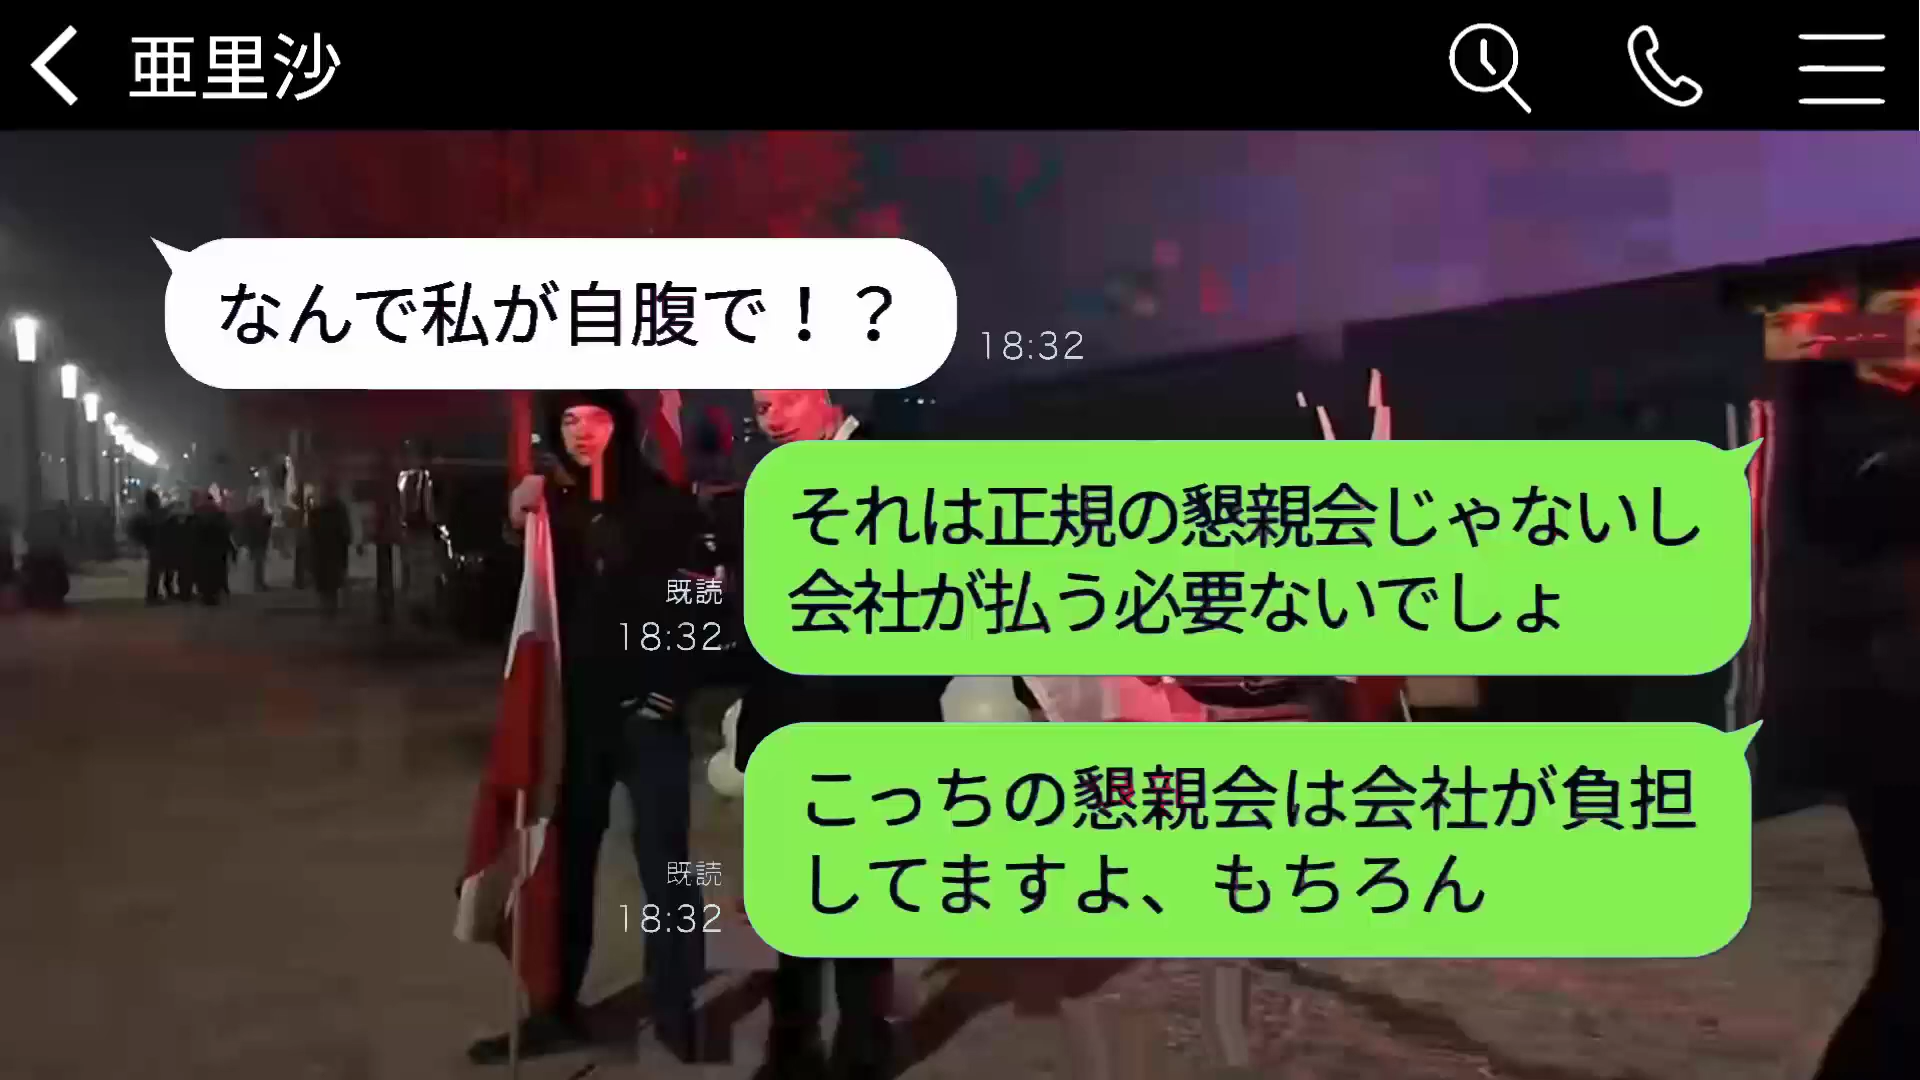 亜里沙
なんで私が自腹で！？
18:32
それは正規の懇親会じゃないし
会社が払う必要ないでしょ
既読
18:32
こっちの懇親会は会社が負担
してますよ、もちろん
既読
18:32